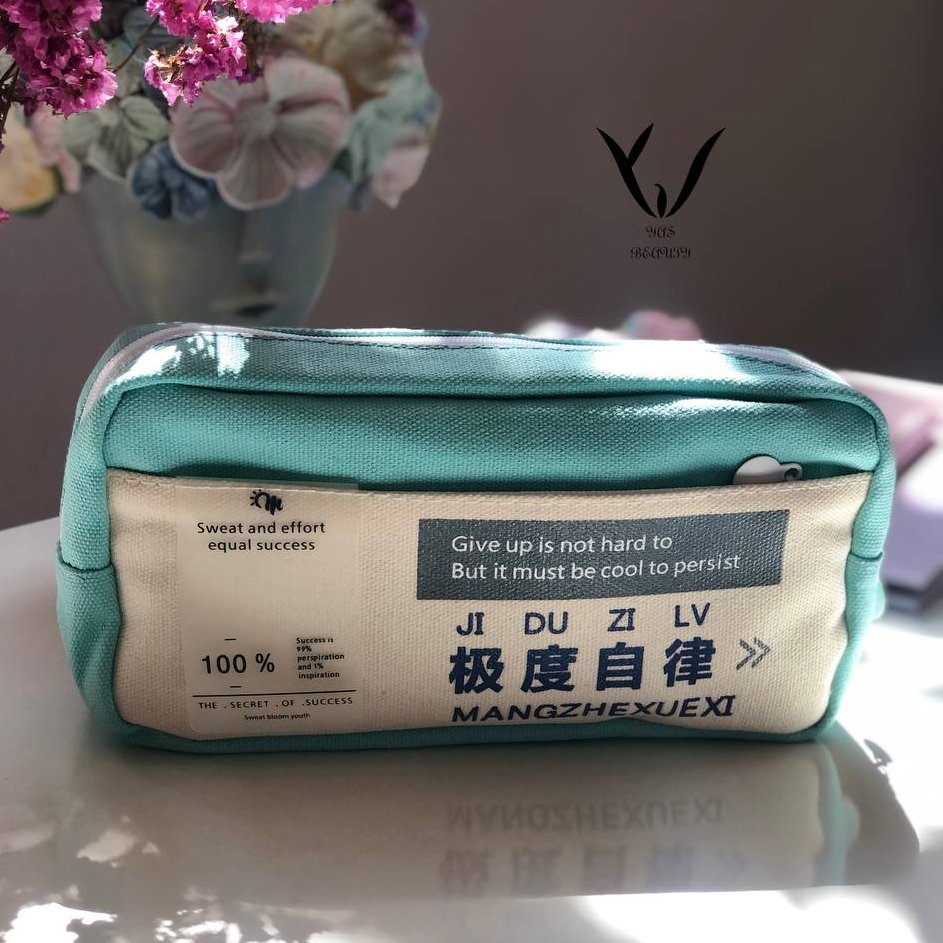 YAS
BEAUTY
Sweat and effort
equal success
100 %
Success is
99%
perspiration
and 1%
inspiration
THE . SECRET . OF .SUCCESS
Sweat bloom youth
Give up is not hard to
But it must be cool to persist
JI DU ZI LV
极度自律
MANGZHEXUEXI